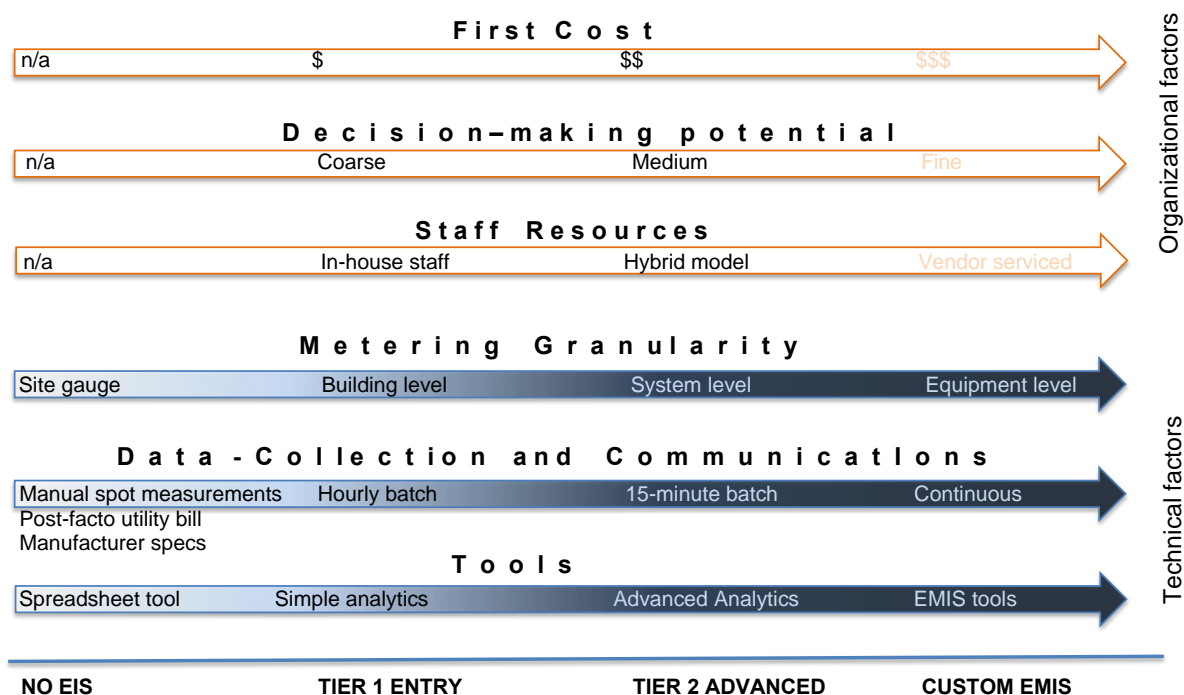 First Cost
n/a $ $$ $$$
Decision–making potential
n/a Coarse Medium Fine
Staff Resources
n/a In-house staff Hybrid model Vendor serviced
Organizational factors
Metering Granularity
Site gauge Building level System level Equipment level
Data-Collection and CommunicatIons
Manual spot measurements Hourly batch 15-minute batch Continuous
Post-facto utility bill
Manufacturer specs
Tools
Spreadsheet tool Simple analytics Advanced Analytics EMIS tools
Technical factors
NO EIS TIER 1 ENTRY TIER 2 ADVANCED CUSTOM EMIS